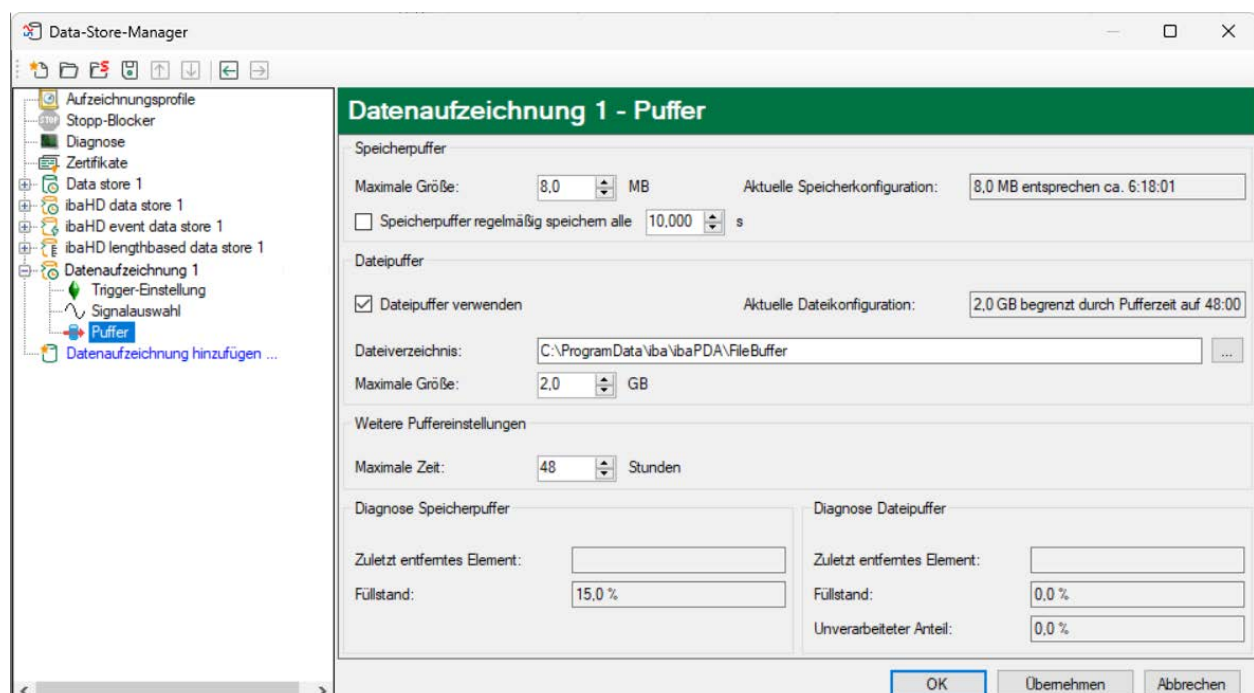 Data-Store-Manager
Aufzeichnungsprofile
STOP Stopp-Blocker
Diagnose
Zertifikate
Data store 1
ibaHD data store 1
ibaHD event data store 1
ibaHD lengthbased data store 1
Datenaufzeichnung 1
Trigger-Einstellung
Signalauswahl
Puffer
Datenaufzeichnung hinzufügen ...
Datenaufzeichnung 1 - Puffer
Speicherpuffer
Maximale Größe: 8,0 MB Aktuelle Speicherkonfiguration: 8,0 MB entsprechen ca. 6:18:01
Speicherpuffer regelmäßig speichern alle 10,000 s
Dateipuffer
Dateipuffer verwenden Aktuelle Dateikonfiguration: 2,0 GB begrenzt durch Pufferzeit auf 48:00
Dateiverzeichnis: C:\ProgramData\iba\ibaPDA\FileBuffer ...
Maximale Größe: 2,0 GB
Weitere Puffereinstellungen
Maximale Zeit: 48 Stunden
Diagnose Speicherpuffer
Zuletzt entferntes Element:
Füllstand: 15,0 %
Diagnose Dateipuffer
Zuletzt entferntes Element:
Füllstand: 0,0 %
Unverarbeiteter Anteil: 0,0 %
OK Übernehmen Abbrechen